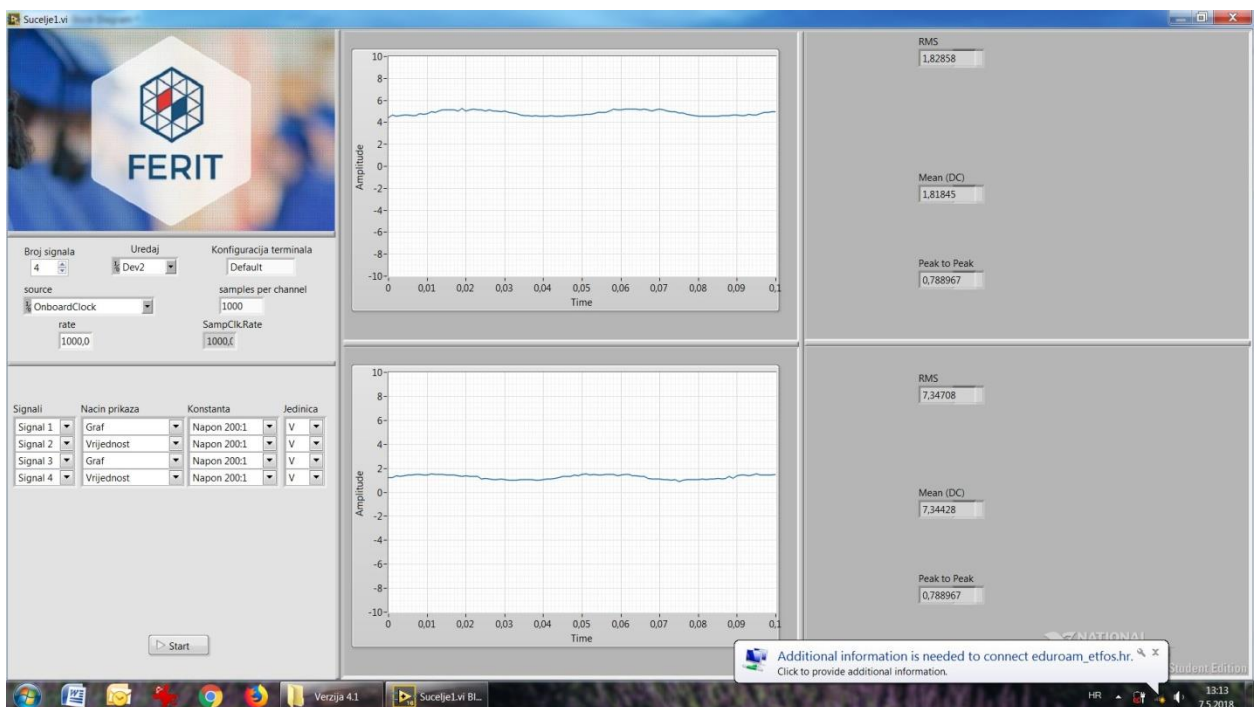 Sucelje1.vi
FERIT
Broj signala
Uređaj
Konfiguracija terminala
4
Dev2
Default
source
samples per channel
OnboardClock
1000
rate
SampClk.Rate
1000,0
1000,(
Signali
Nacin prikaza
Konstanta
Jedinica
Signal 1
Graf
Napon 200:1
V
Signal 2
Vrijednost
Napon 200:1
V
Signal 3
Graf
Napon 200:1
V
Signal 4
Vrijednost
Napon 200:1
V
Start
Amplitude
10
8
6
4
2
0
-2
-4
-6
-8
-10
0 0,01 0,02 0,03 0,04 0,05 0,06 0,07 0,08 0,09 0,1
Time
RMS
1,82858
Mean (DC)
1,81845
Peak to Peak
0,788967
Amplitude
10
8
6
4
2
0
-2
-4
-6
-8
-10
0 0,01 0,02 0,03 0,04 0,05 0,06 0,07 0,08 0,09 0,1
Time
RMS
7,34708
Mean (DC)
7,34428
Peak to Peak
0,788967
NATIONAL
Student Edition
Additional information is needed to connect eduroam_etfos.hr.
Click to provide additional information.
Verzija 4.1
Sucelje1.vi Bl...
HR
13:13
7.5.2018